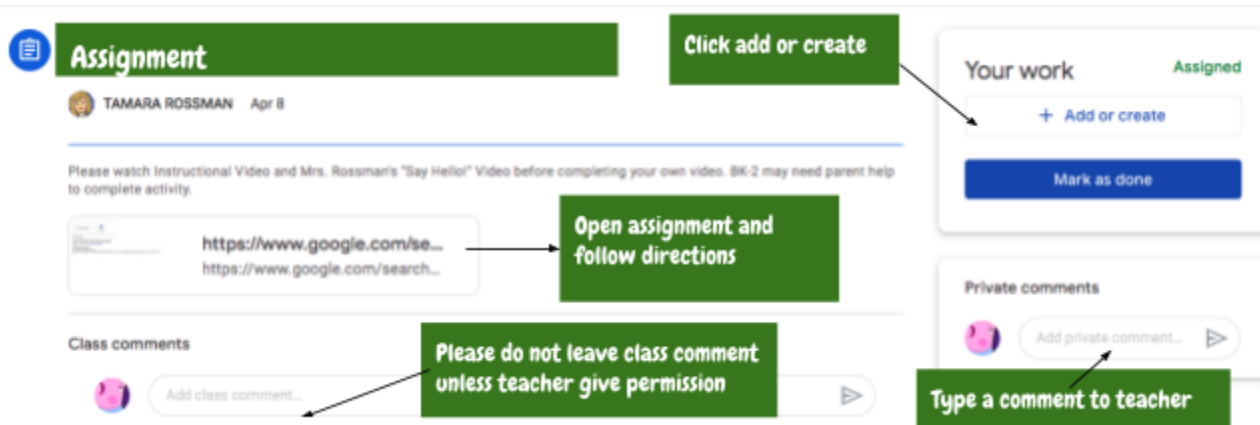 Assignment
TAMARA ROSSMAN Apr 8
Please watch Instructional Video and Mrs. Rossman's "Say Hello!" Video before completing your own video. BK-2 may need parent help
to complete activity.
https://www.google.com/se...
https://www.google.com/search...
Open assignment and
follow directions
Class comments
Add class comment...
Please do not leave class comment
unless teacher give permission
Click add or create
Your work
Assigned
+ Add or create
Mark as done
Private comments
Add private comment...
Type a comment to teacher